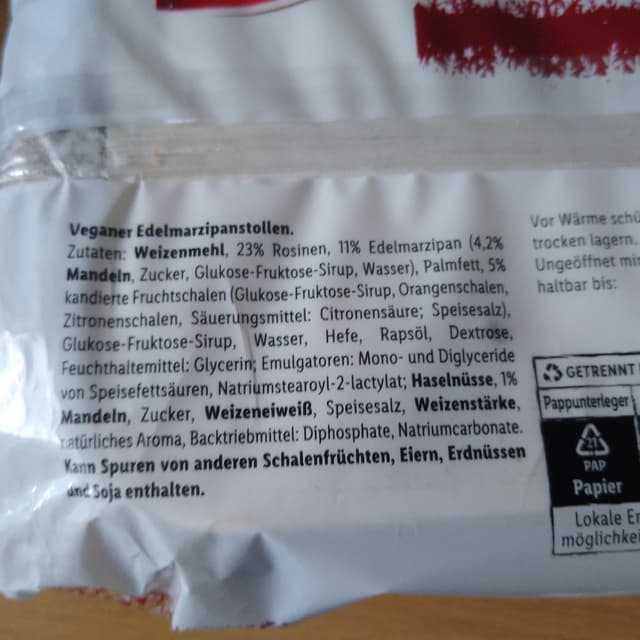 Veganer Edelmarzipanstollen.
Zutaten: Weizenmehl, 23% Rosinen, 11% Edelmarzipan (4,2%
Mandeln, Zucker, Glukose-Fruktose-Sirup, Wasser), Palmfett, 5%
kandierte Fruchtschalen (Glukose-Fruktose-Sirup, Orangenschalen,
Zitronenschalen, Säuerungsmittel: Citronensäure; Speisesalz),
Glukose-Fruktose-Sirup, Wasser, Hefe, Rapsöl, Dextrose,
Feuchthaltemittel: Glycerin; Emulgatoren: Mono- und Diglyceride
von Speisefettsäuren, Natriumstearoyl-2-lactylat; Haselnüsse, 1%
Mandeln, Zucker, Weizeneiweiß, Speisesalz, Weizenstärke,
natürliches Aroma, Backtriebmittel: Diphosphate, Natriumcarbonate.
Kann Spuren von anderen Schalenfrüchten, Eiern, Erdnüssen
und Soja enthalten.
Vor Wärme schü
trocken lagern.
Ungeöffnet min
haltbar bis:
GETRENNT
Pappunterleger
21
PAP
Papier
Lokale En
möglichkei